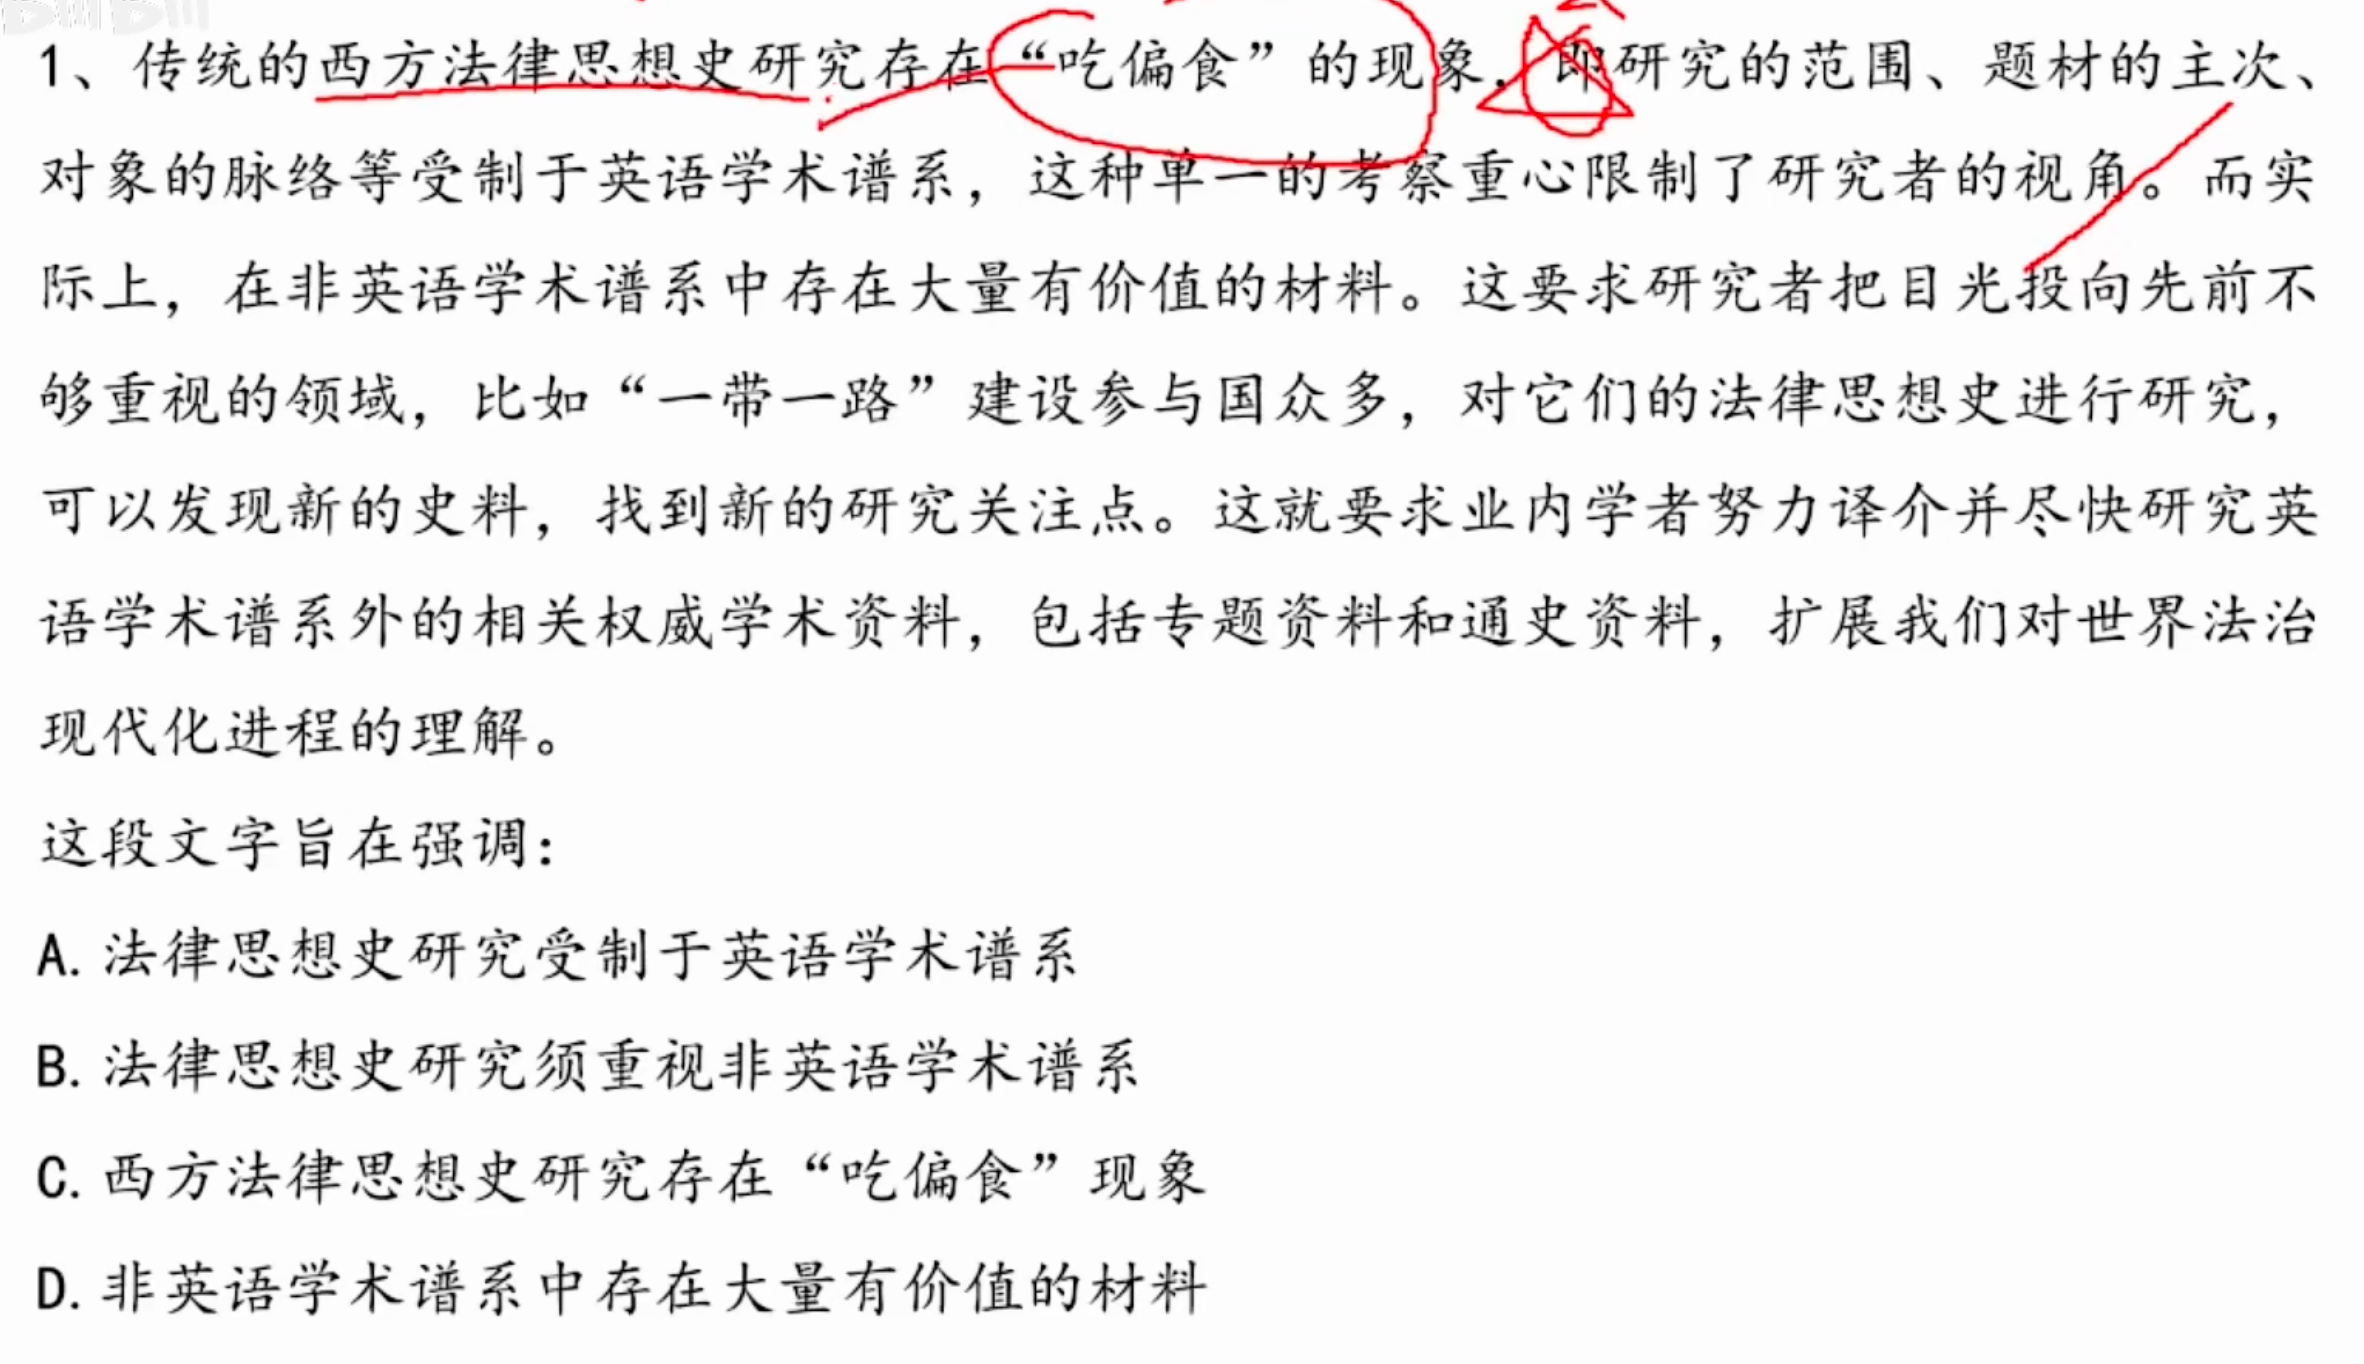 1、传统的西方法律思想史研究存在“吃偏食”的现象，即研究的范围、题材的主次、
对象的脉络等受制于英语学术谱系，这种单一的考察重心限制了研究者的视角。而实
际上，在非英语学术谱系中存在大量有价值的材料。这要求研究者把目光投向先前不
够重视的领域，比如“一带一路”建设参与国众多，对它们的法律思想史进行研究，
可以发现新的史料，找到新的研究关注点。这就要求业内学者努力译介并尽快研究英
语学术谱系外的相关权威学术资料，包括专题资料和通史资料，扩展我们对世界法治
现代化进程的理解。
这段文字旨在强调：
A. 法律思想史研究受制于英语学术谱系
B. 法律思想史研究须重视非英语学术谱系
C. 西方法律思想史研究存在“吃偏食”现象
D. 非英语学术谱系中存在大量有价值的材料